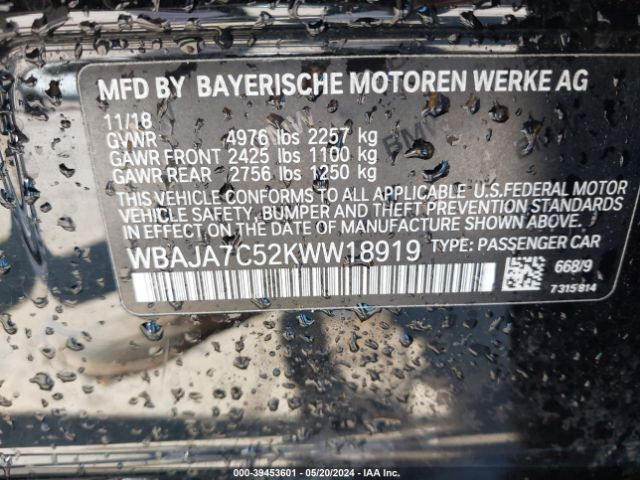 MFD BY BAYERISCHE MOTOREN WERKE AG
11/18
GVWR 4976 lbs 2257 kg
GAWR FRONT 2425 lbs 1100 kg
GAWR REAR 2756 lbs 1250 kg
THIS VEHICLE CONFORMS TO ALL APPLICABLE U.S.FEDERAL MOTOR
VEHICLE SAFETY, BUMPER AND THEFT PREVENTION STANDARDS
IN EFFECT ON THE DATE OF MANUFACTURE SHOWN ABOVE.
WBAJA7C52KWW18919 TYPE: PASSENGER CAR
668/9
7315814
000-39453601 - 05/20/2024 - IAA Inc.